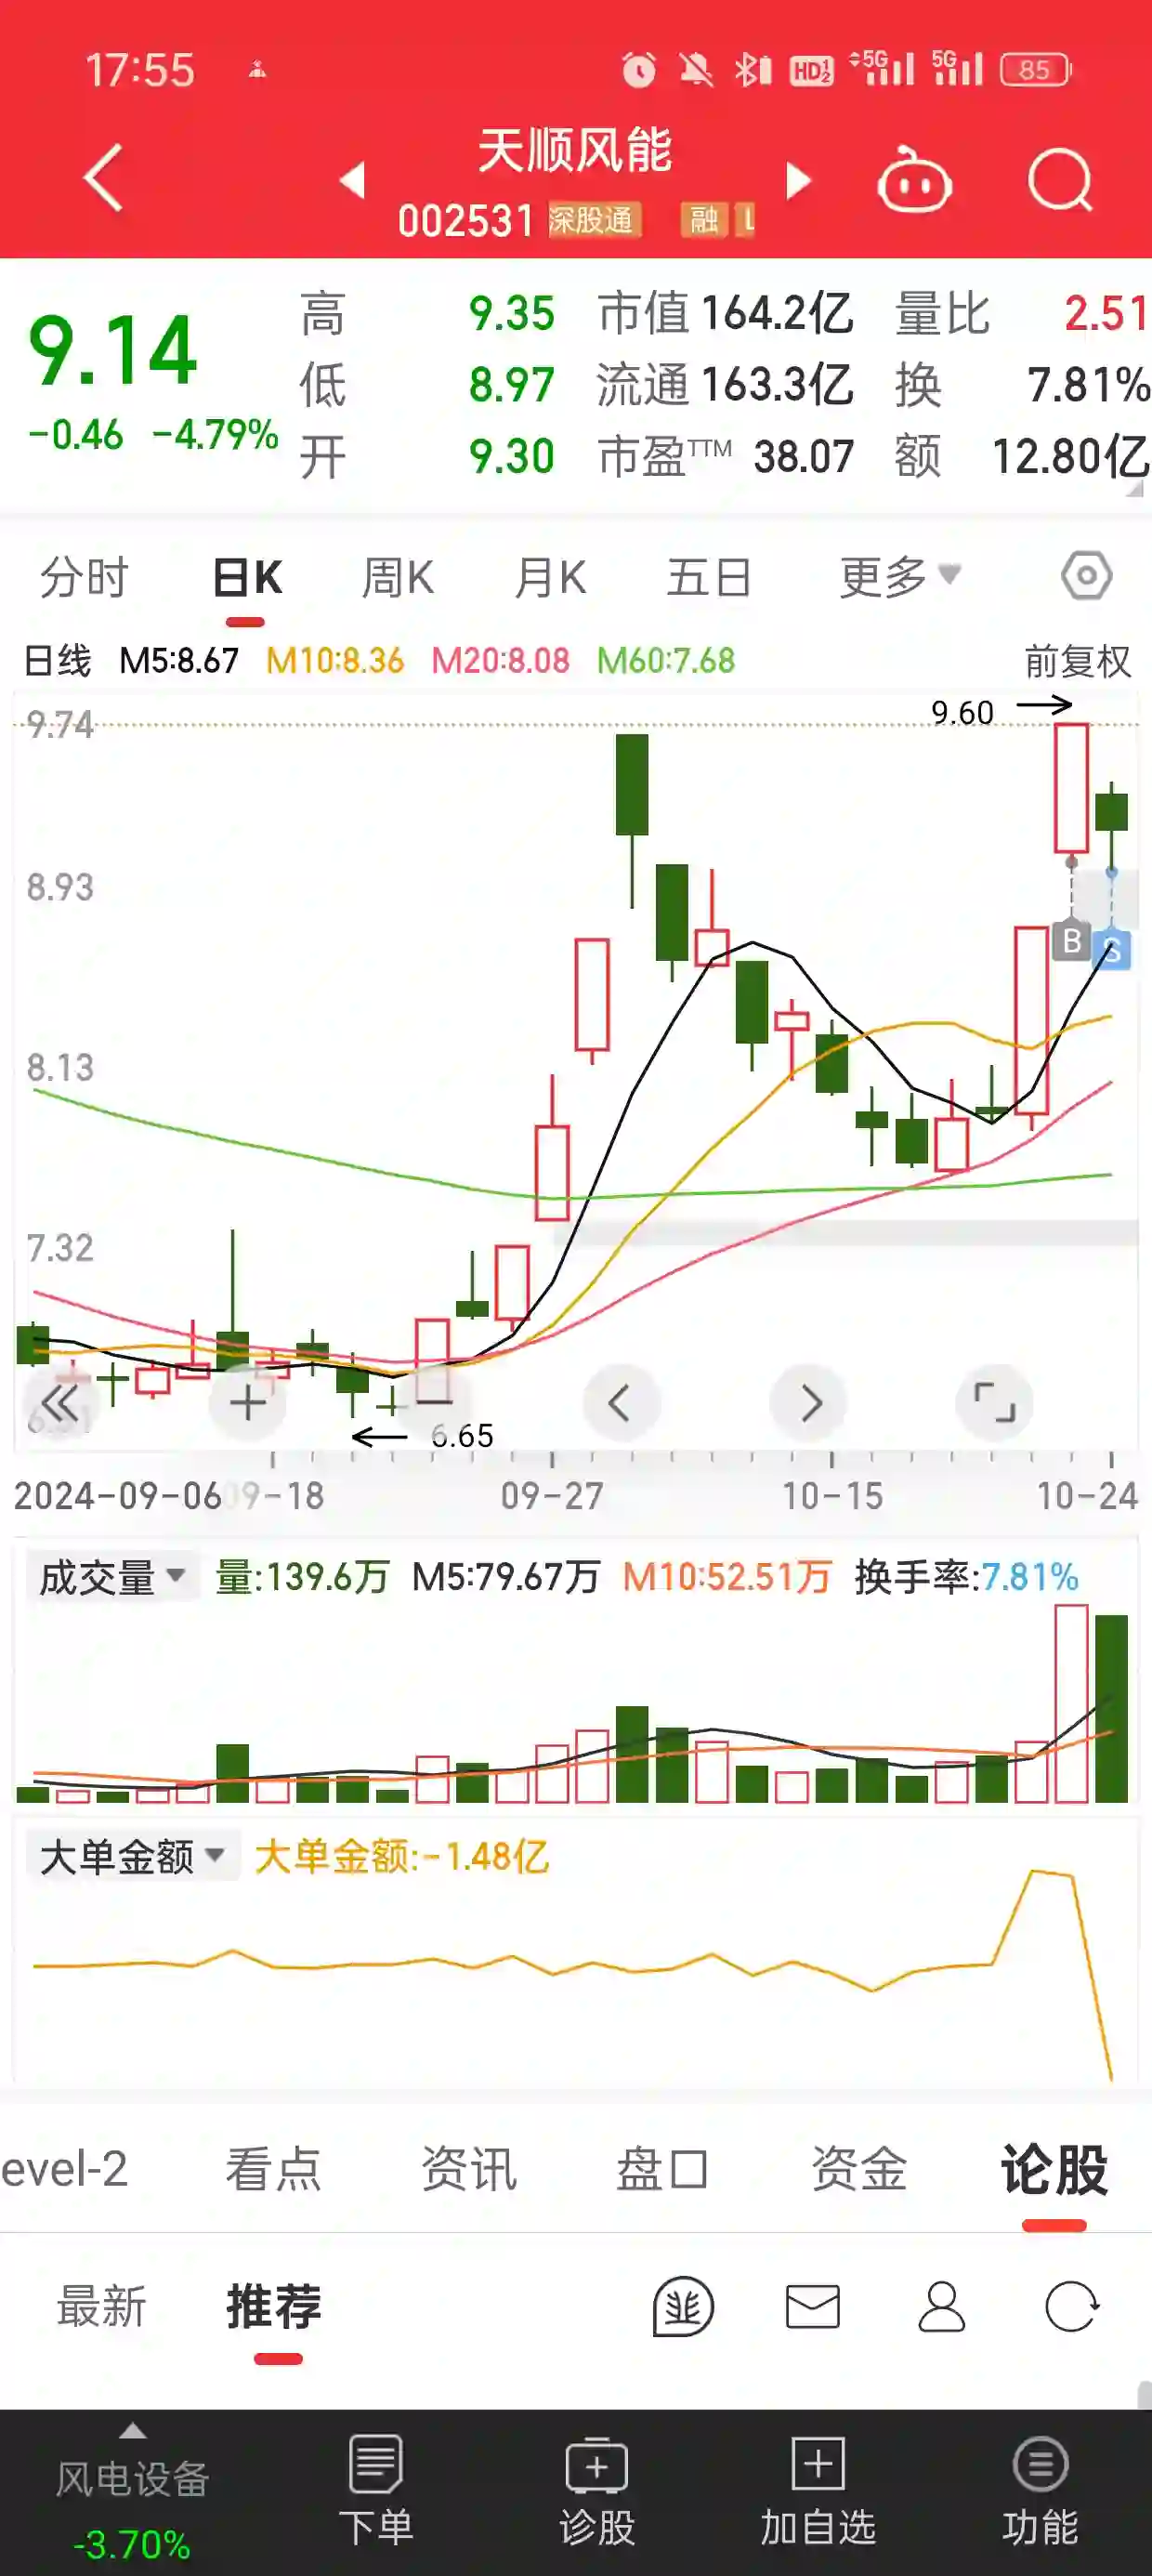 17:55 HD 1 2 5G 5G 85
天顺风能
002531 深股通 融 L
9.14
-0.46 -4.79%
高 9.35 市值 164.2亿 量比 2.51
低 8.97 流通 163.3亿 换 7.81%
开 9.30 市盈TTM 38.07 额 12.80亿
分时 日K 周K 月K 五日 更多
日线 M5:8.67 M10:8.36 M20:8.08 M60:7.68 前复权
9.60
9.74
8.93
B S
8.13
7.32
6.65
2024-09-06 09-18 09-27 10-15 10-24
成交量 量:139.6万 M5:79.67万 M10:52.51万 换手率:7.81%
大单金额 大单金额:-1.48亿
evel-2 看点 资讯 盘口 资金 论股
最新 推荐
风电设备 下单 诊股 加自选 功能
-3.70%